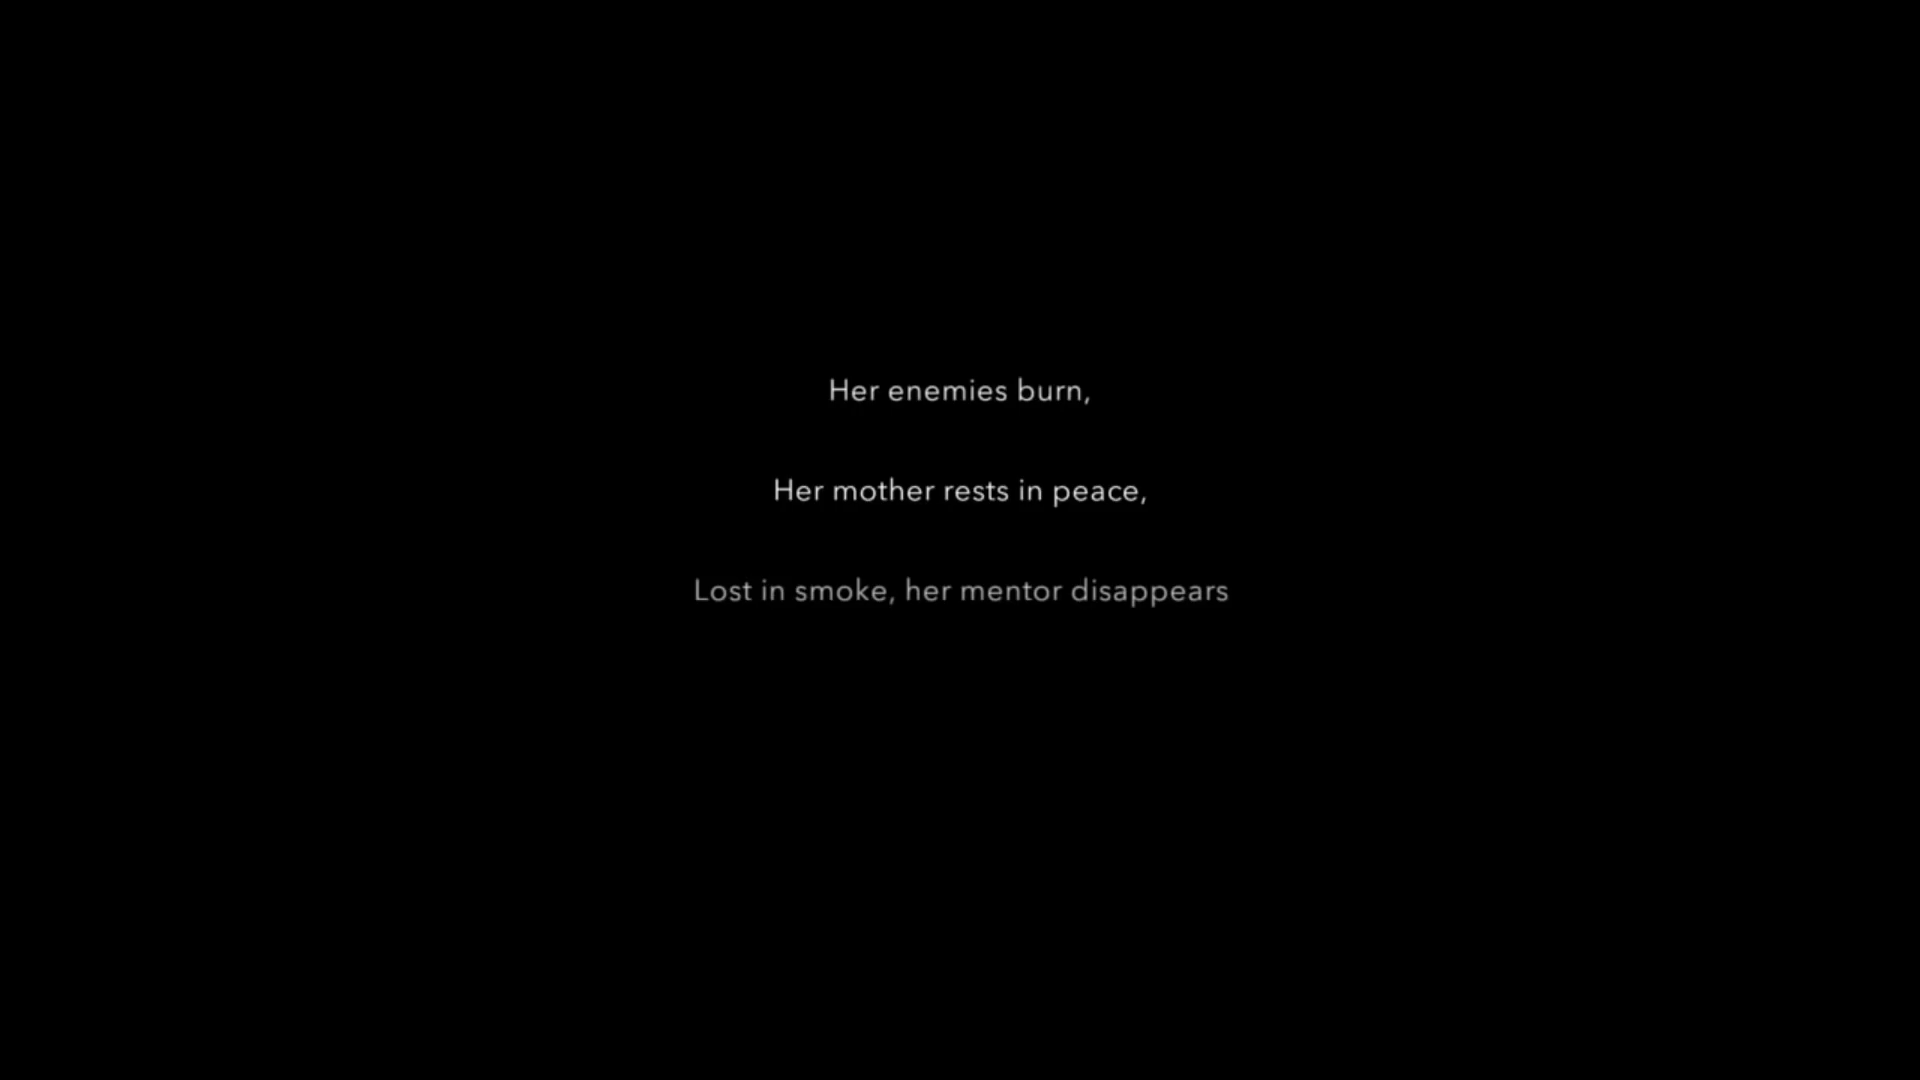 Her enemies burn,
Her mother rests in peace,
Lost in smoke, her mentor disappears